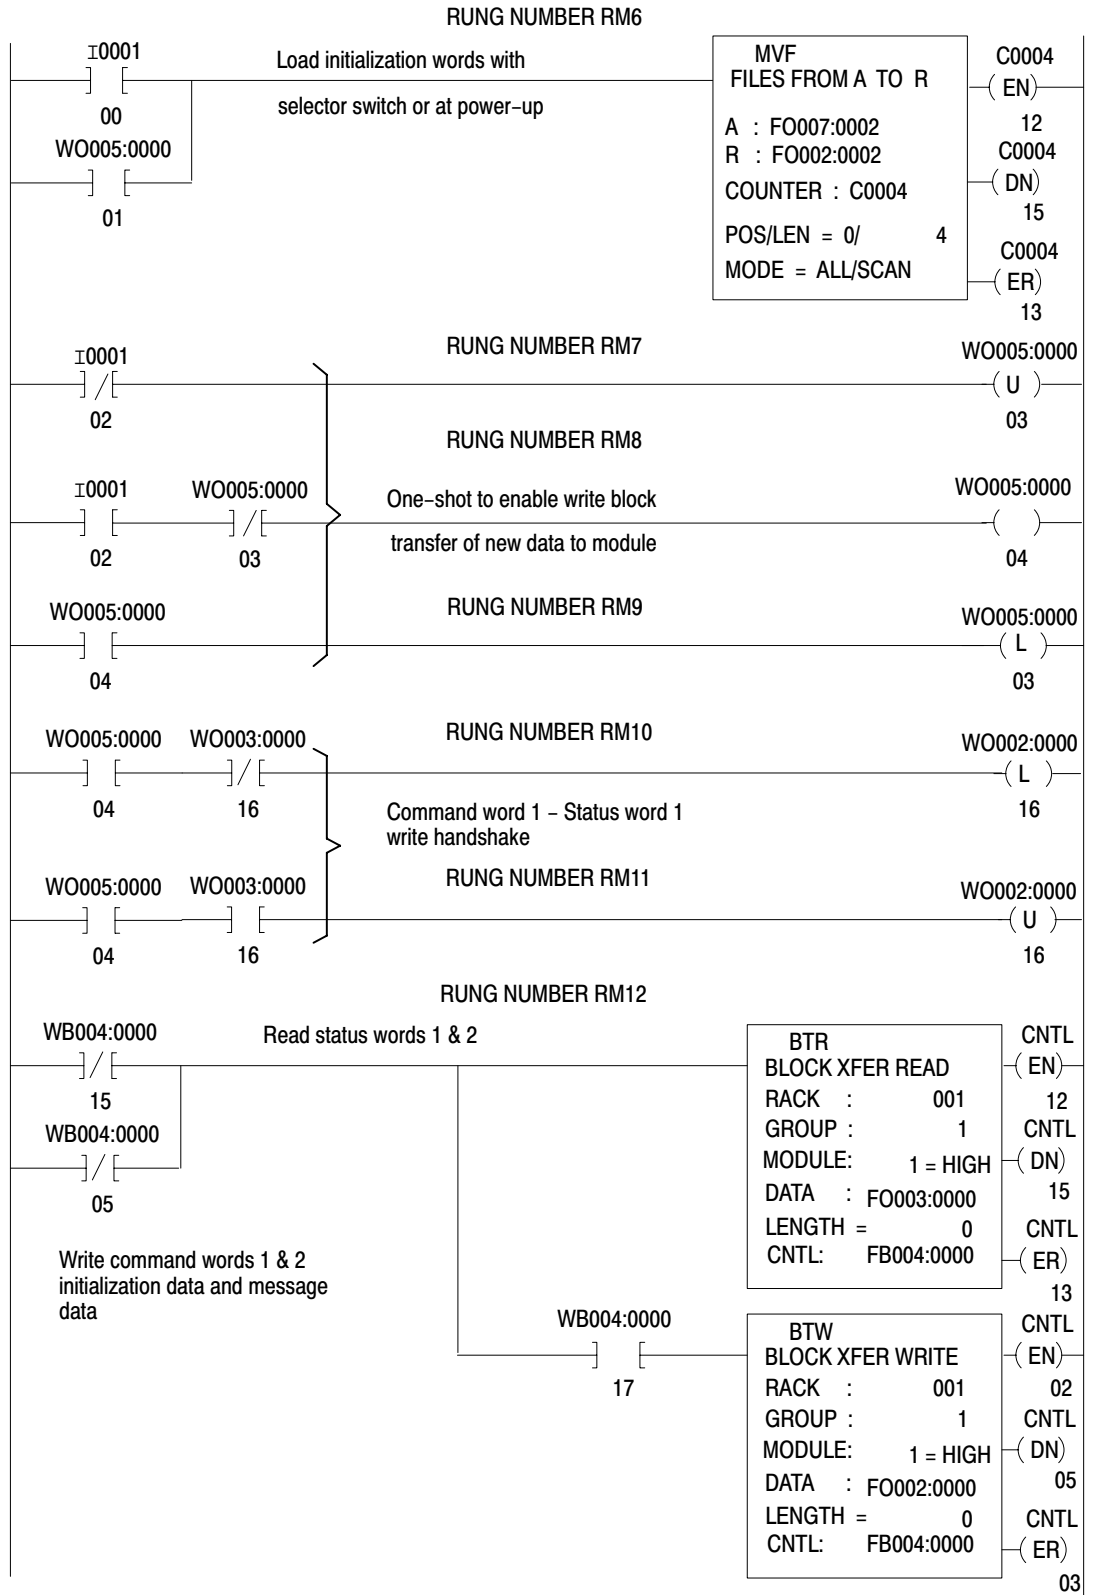 RUNG NUMBER RM6
I0001
00
WO005:0000
01
Load initialization words with
selector switch or at power-up
MVF
FILES FROM A TO R
A : FO007:0002
R : FO002:0002
COUNTER : C0004
POS/LEN = 0/ 4
MODE = ALL/SCAN
C0004
( EN)
12
C0004
( DN)
15
C0004
( ER)
13
RUNG NUMBER RM7
I0001
02
WO005:0000
( U )
03
RUNG NUMBER RM8
I0001
02
WO005:0000
03
One-shot to enable write block
transfer of new data to module
WO005:0000
( )
04
RUNG NUMBER RM9
WO005:0000
04
WO005:0000
( L )
03
RUNG NUMBER RM10
WO005:0000
04
WO003:0000
16
WO002:0000
( L )
16
Command word 1 – Status word 1
write handshake
RUNG NUMBER RM11
WO005:0000
04
WO003:0000
16
WO002:0000
( U )
16
RUNG NUMBER RM12
WB004:0000
15
WB004:0000
05
Read status words 1 & 2
BTR
BLOCK XFER READ
RACK : 001
GROUP : 1
MODULE: 1 = HIGH
DATA : FO003:0000
LENGTH = 0
CNTL: FB004:0000
CNTL
( EN)
12
CNTL
( DN)
15
CNTL
( ER)
13
Write command words 1 & 2
initialization data and message
data
WB004:0000
17
BTW
BLOCK XFER WRITE
RACK : 001
GROUP : 1
MODULE: 1 = HIGH
DATA : FO002:0000
LENGTH = 0
CNTL: FB004:0000
CNTL
( EN)
02
CNTL
( DN)
05
CNTL
( ER)
03